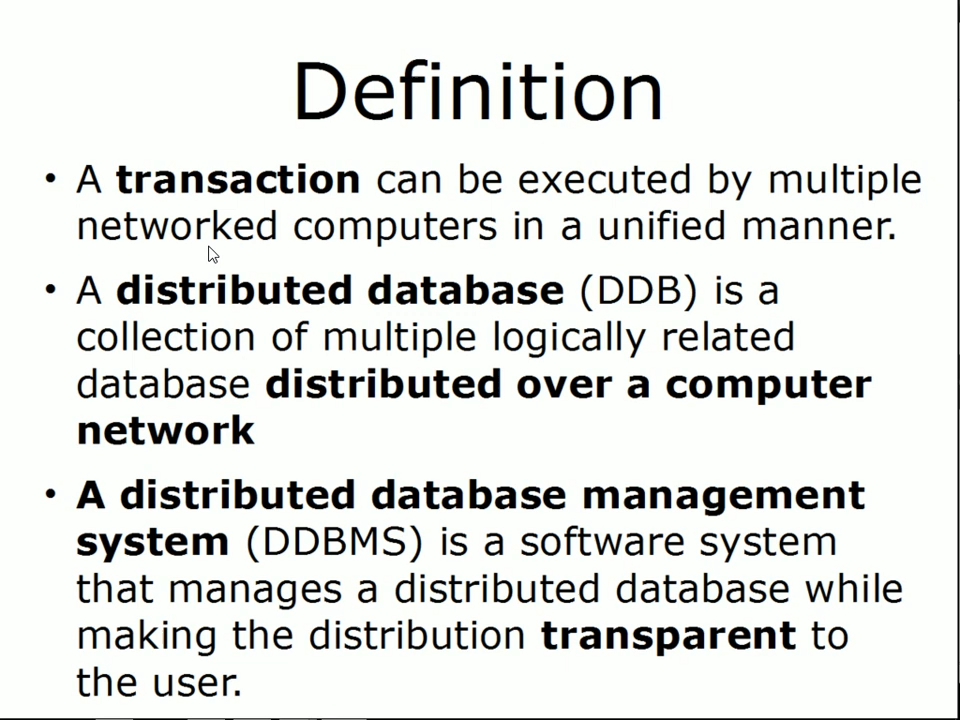 Definition
• A transaction can be executed by multiple
networked computers in a unified manner.
• A distributed database (DDB) is a
collection of multiple logically related
database distributed over a computer
network
• A distributed database management
system (DDBMS) is a software system
that manages a distributed database while
making the distribution transparent to
the user.